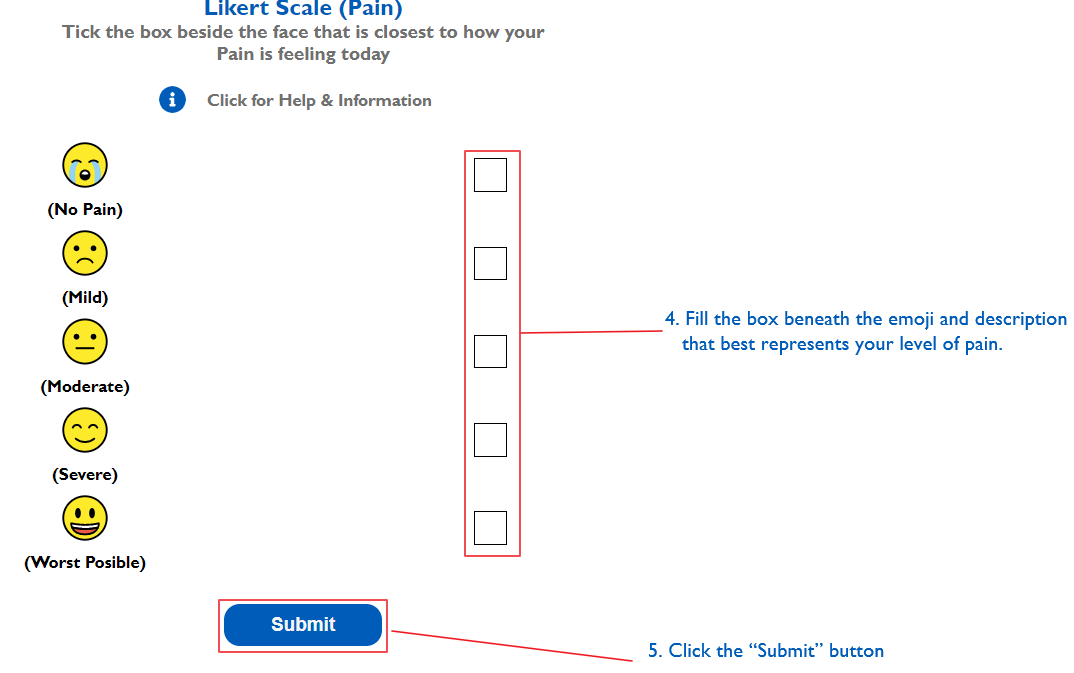 Likert Scale (Pain)
Tick the box beside the face that is closest to how your
Pain is feeling today
Click for Help & Information
(No Pain)
(Mild)
(Moderate)
(Severe)
(Worst Posible)
4. Fill the box beneath the emoji and description
that best represents your level of pain.
Submit
5. Click the “Submit” button